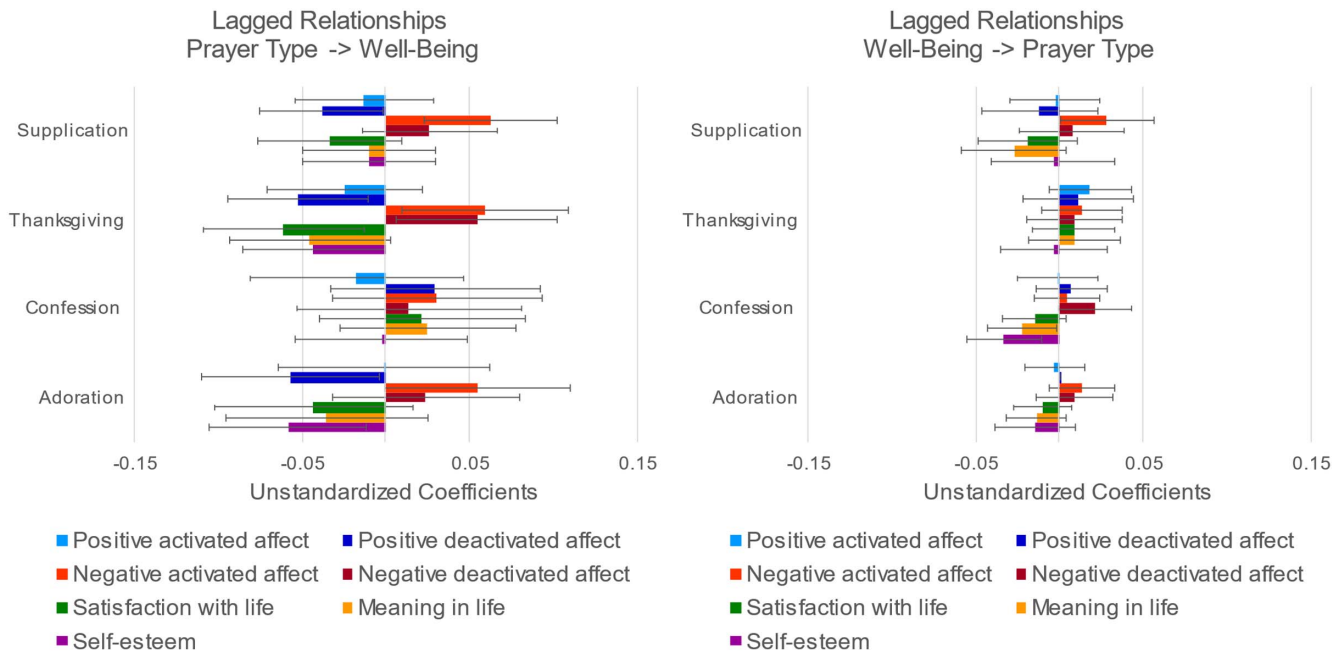 Lagged Relationships
Prayer Type -> Well-Being
Supplication
Thanksgiving
Confession
Adoration
-0.15 -0.05 0.05 0.15
Unstandardized Coefficients
Positive activated affect Positive deactivated affect
Negative activated affect Negative deactivated affect
Satisfaction with life Meaning in life
Self-esteem
Lagged Relationships
Well-Being -> Prayer Type
Supplication
Thanksgiving
Confession
Adoration
-0.15 -0.05 0.05 0.15
Unstandardized Coefficients
Positive activated affect Positive deactivated affect
Negative activated affect Negative deactivated affect
Satisfaction with life Meaning in life
Self-esteem